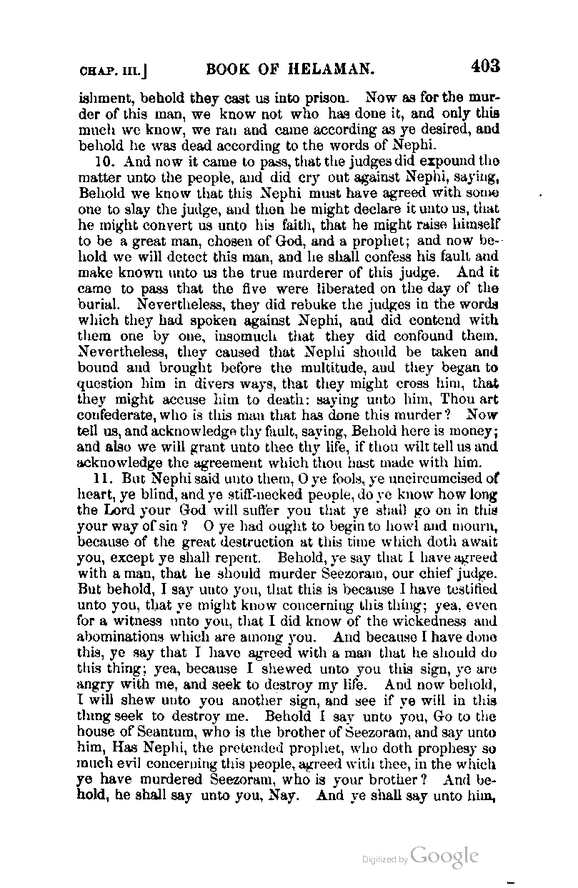 CHAP. III.] BOOK OF HELAMAN. 403
ishment, behold they cast us into prison. Now as for the mur-
der of this man, we know not who has done it, and only this
much we know, we ran and came according as ye desired, and
behold he was dead according to the words of Nephi.
10. And now it came to pass, that the judges did expound the
matter unto the people, and did cry out against Nephi, saying,
Behold we know that this Nephi must have agreed with some
one to slay the judge, and then he might declare it unto us, that
he might convert us unto his faith, that he might raise himself
to be a great man, chosen of God, and a prophet; and now be-
hold we will detect this man, and he shall confess his fault and
make known unto us the true murderer of this judge. And it
came to pass that the five were liberated on the day of the
burial. Nevertheless, they did rebuke the judges in the words
which they had spoken against Nephi, and did contend with
them one by one, insomuch that they did confound them.
Nevertheless, they caused that Nephi should be taken and
bound and brought before the multitude, and they began to
question him in divers ways, that they might cross him, that
they might accuse him to death: saying unto him, Thou art
confederate, who is this man that has done this murder? Now
tell us, and acknowledge thy fault, saying, Behold here is money;
and also we will grant unto thee thy life, if thou wilt tell us and
acknowledge the agreement which thou hast made with him.
11. But Nephi said unto them, O ye fools, ye uncircumcised of
heart, ye blind, and ye stiff-necked people, do ye know how long
the Lord your God will suffer you that ye shall go on in this
your way of sin? O ye had ought to begin to howl and mourn,
because of the great destruction at this time which doth await
you, except ye shall repent. Behold, ye say that I have agreed
with a man, that he should murder Seezoram, our chief judge.
But behold, I say unto you, that this is because I have testified
unto you, that ye might know concerning this thing; yea, even
for a witness unto you, that I did know of the wickedness and
abominations which are among you. And because I have done
this, ye say that I have agreed with a man that he should do
this thing; yea, because I shewed unto you this sign, ye are
angry with me, and seek to destroy my life. And now behold,
I will shew unto you another sign, and see if ye will in this
thing seek to destroy me. Behold I say unto you, Go to the
house of Seantum, who is the brother of Seezoram, and say unto
him, Has Nephi, the pretended prophet, who doth prophesy so
much evil concerning this people, agreed with thee, in the which
ye have murdered Seezoram, who is your brother? And be-
hold, he shall say unto you, Nay. And ye shall say unto him,
Digitized by Google